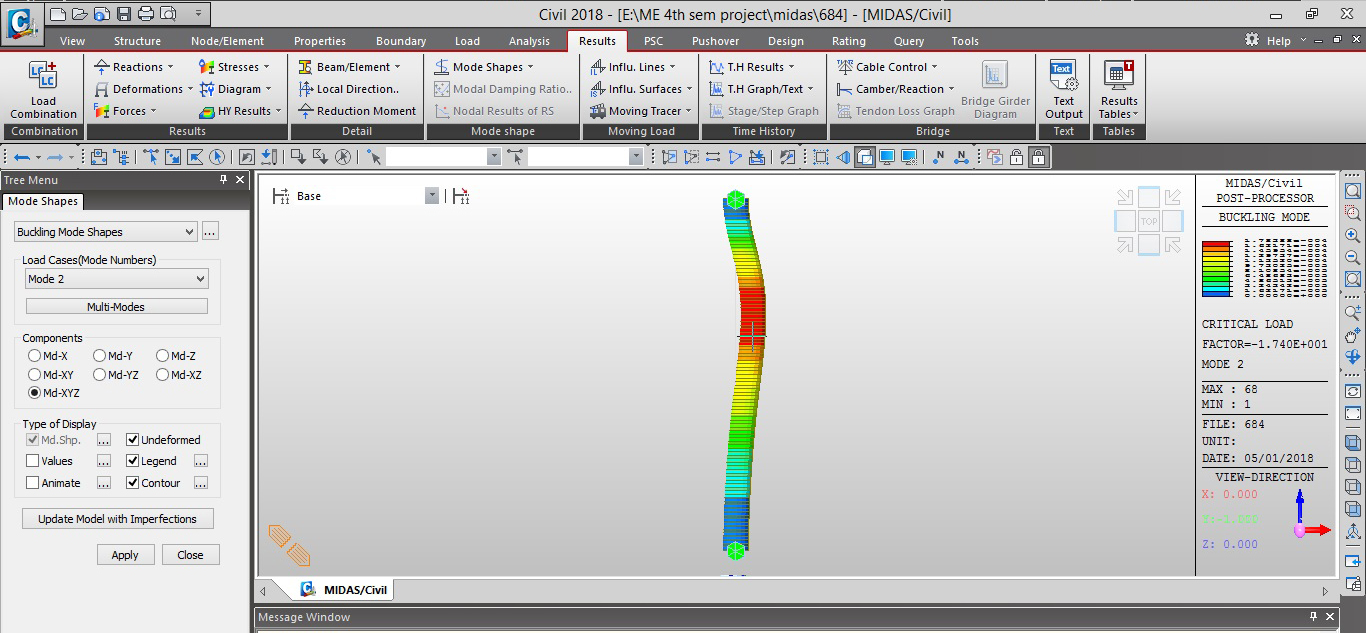 Civil 2018 - [E:\ME 4th sem project\midas\684] - [MIDAS/Civil]
View Structure Node/Element Properties Boundary Load Analysis Results PSC Pushover Design Rating Query Tools Help
Reactions Stresses Beam/Element Mode Shapes Influ. Lines T.H Results Cable Control
Deformations Diagram Local Direction.. Modal Damping Ratio.. Influ. Surfaces T.H Graph/Text Camber/Reaction
Forces HY Results Reduction Moment Nodal Results of RS Moving Tracer Stage/Step Graph Tendon Loss Graph
Load Combination
Bridge Girder Diagram
Text Output
Results Tables
Combination Results Detail Mode shape Moving Load Time History Bridge Text Tables
Tree Menu
Mode Shapes
Buckling Mode Shapes ...
Load Cases(Mode Numbers)
Mode 2
Multi-Modes
Components
Md-X Md-Y Md-Z
Md-XY Md-YZ Md-XZ
Md-XYZ
Type of Display
Md.Shp. ... Undeformed
Values ... Legend ...
Animate ... Contour ...
Update Model with Imperfections
Apply Close
Base
TOP
MIDAS/Civil
POST-PROCESSOR
BUCKLING MODE
CRITICAL LOAD
FACTOR=-1.740E+001
MODE 2
MAX : 68
MIN : 1
FILE: 684
UNIT:
DATE: 05/01/2018
VIEW-DIRECTION
X: 0.000
Z: 0.000
MIDAS/Civil
Message Window